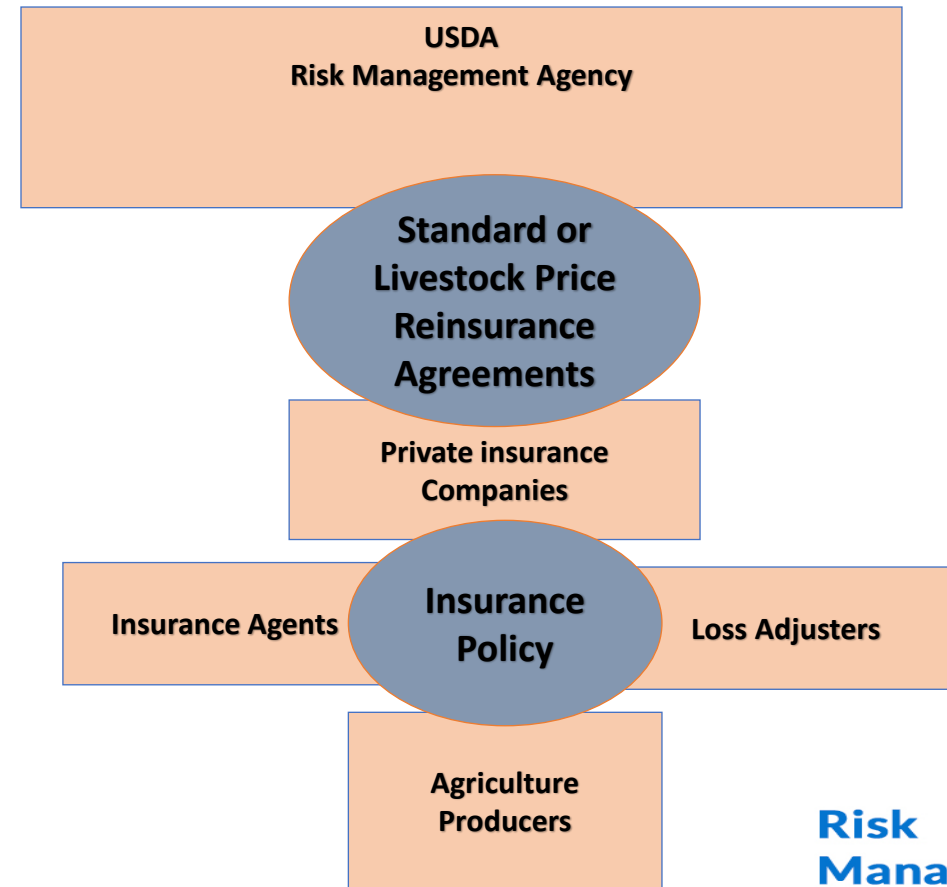 USDA
Risk Management Agency
Standard or
Livestock Price
Reinsurance
Agreements
Private insurance
Companies
Insurance Agents
Insurance
Policy
Loss Adjusters
Agriculture
Producers
Risk
Mana